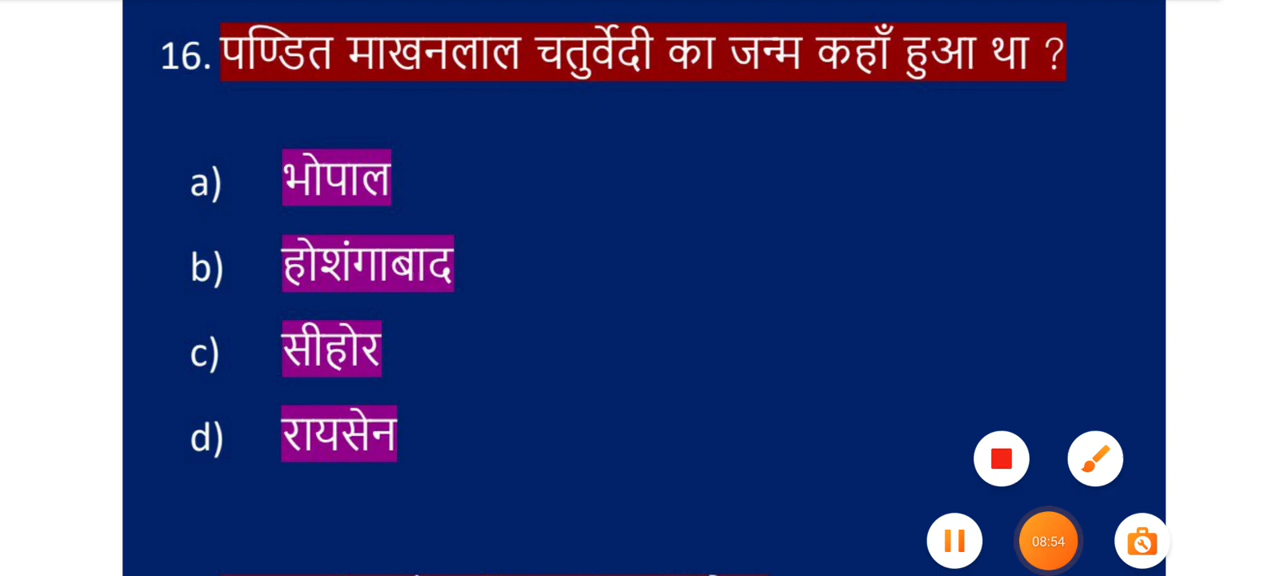 16. पण्डित माखनलाल चतुर्वेदी का जन्म कहाँ हुआ था ?
a) भोपाल
b) होशंगाबाद
c) सीहोर
d) रायसेन
08:54